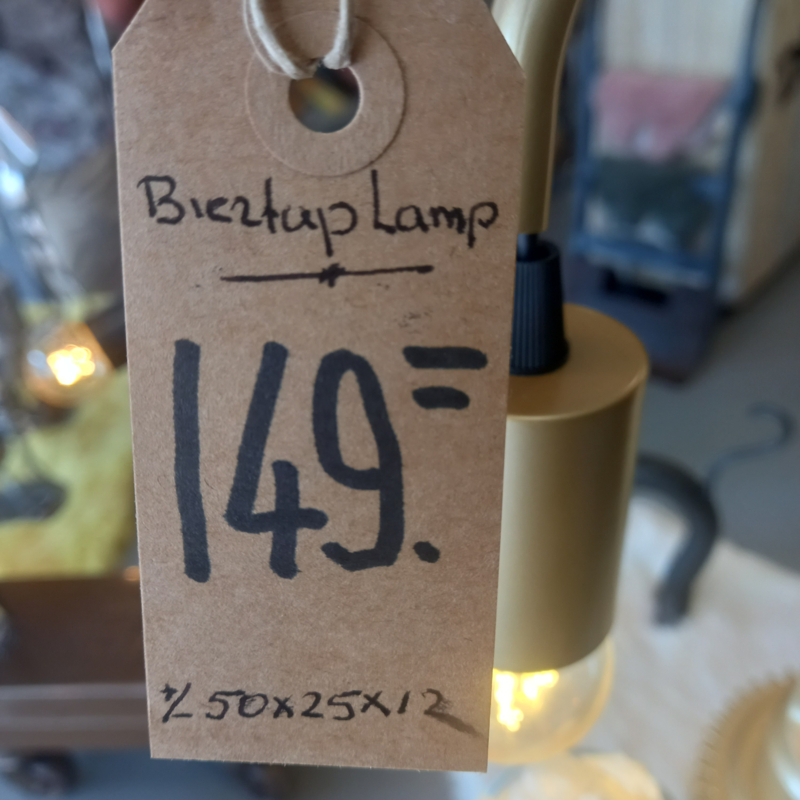 Biertap Lamp
149.=
+/- 50x25x12